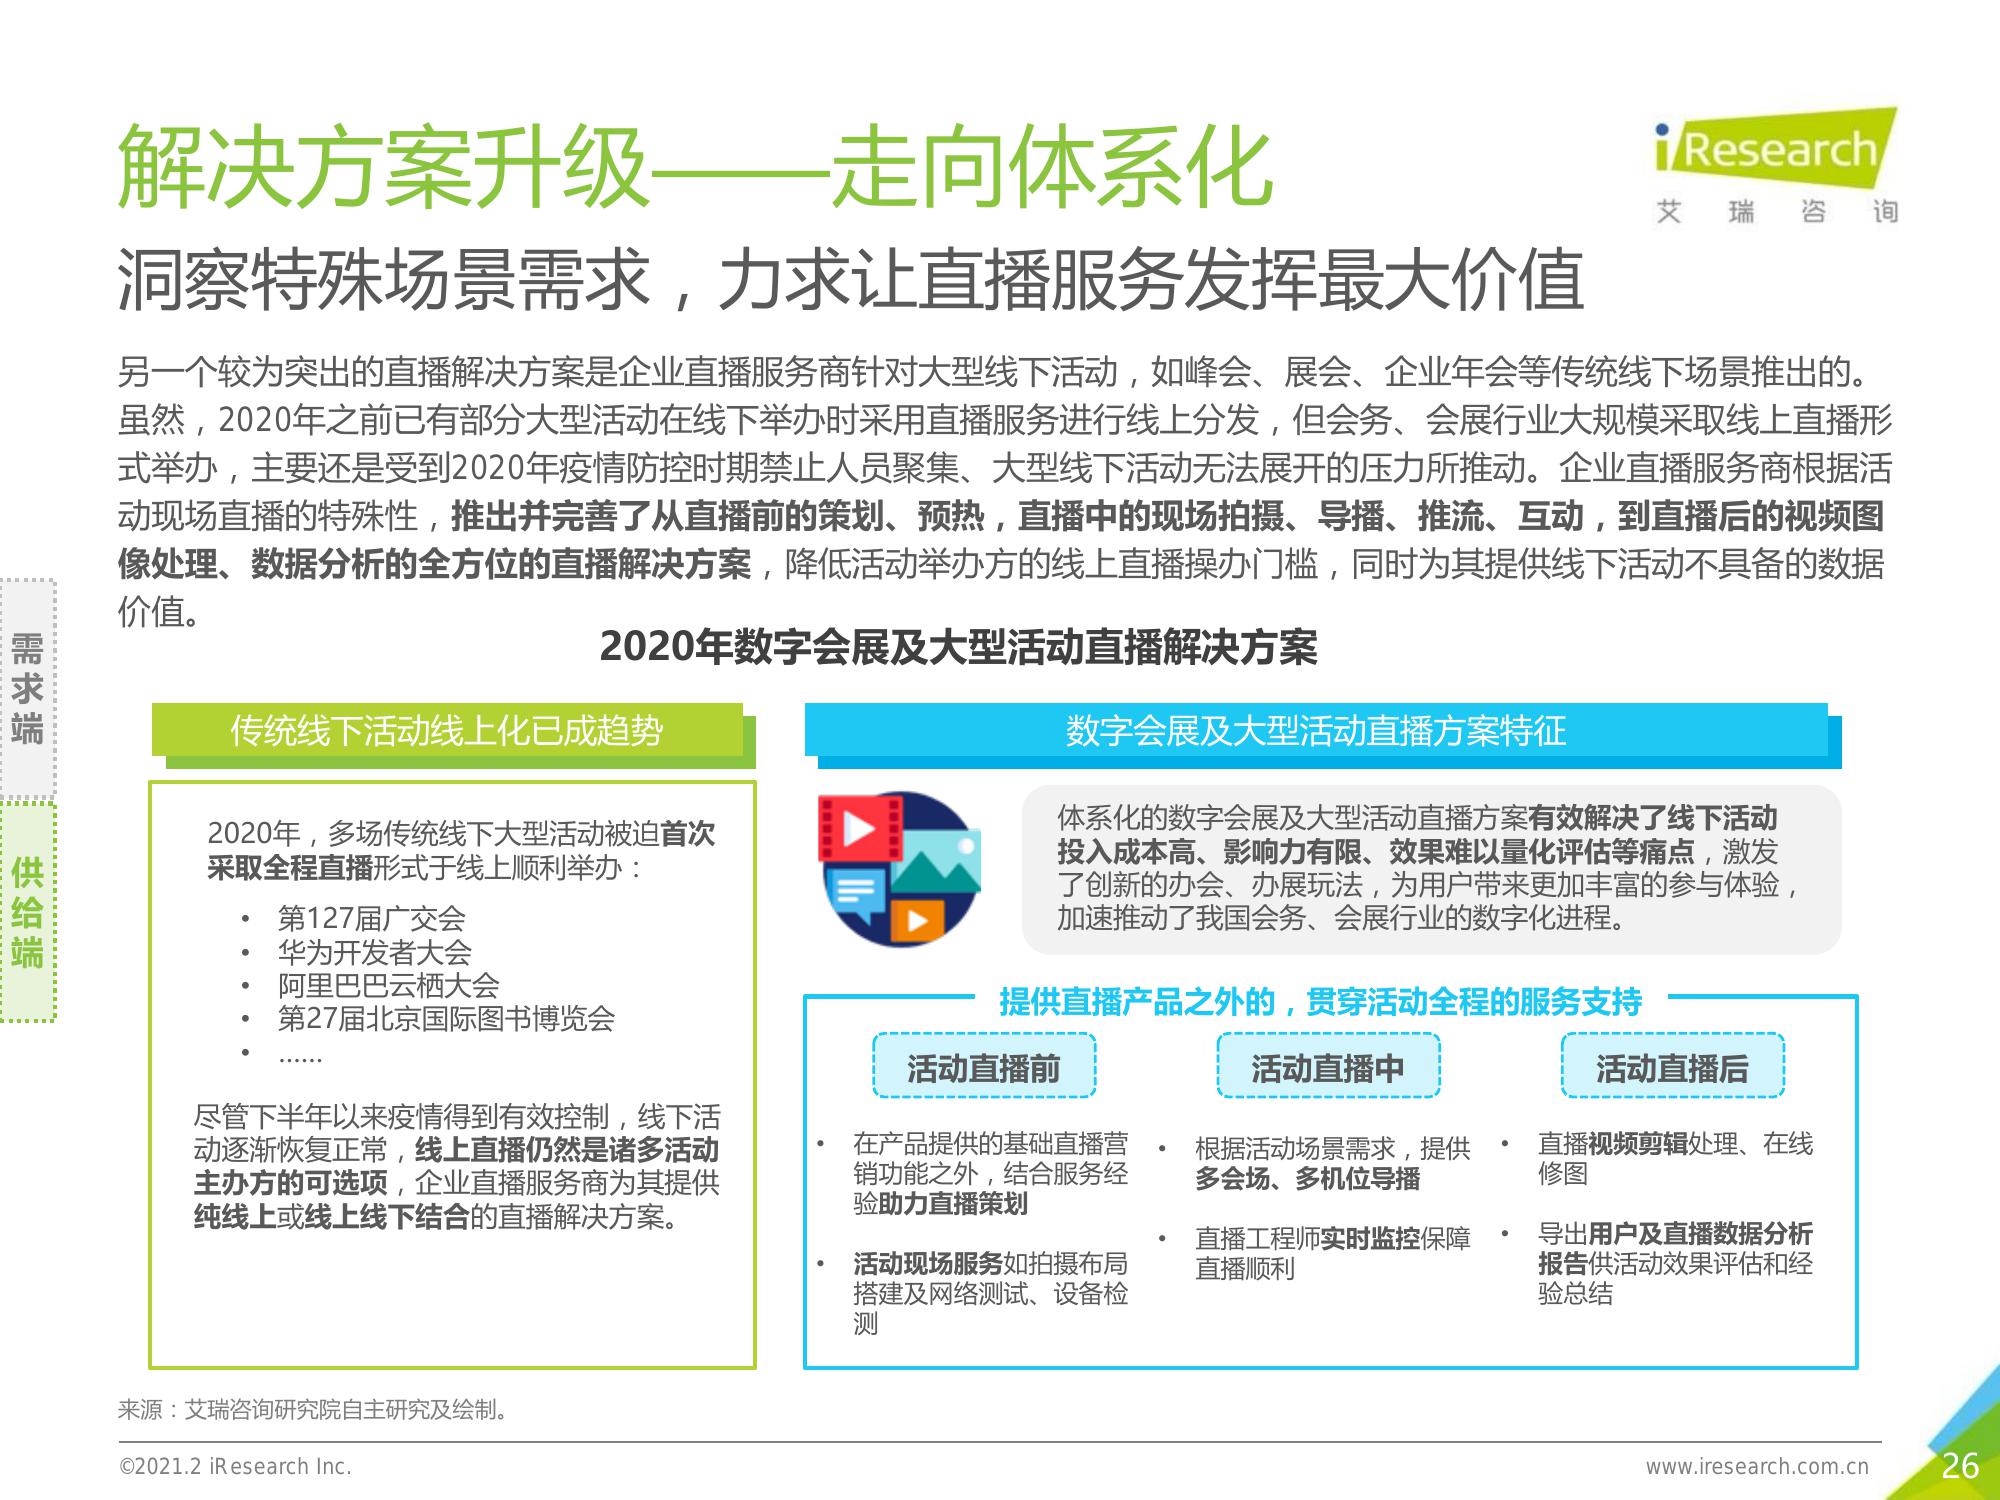 解决方案升级——走向体系化
iResearch
艾瑞咨询
洞察特殊场景需求，力求让直播服务发挥最大价值
另一个较为突出的直播解决方案是企业直播服务商针对大型线下活动，如峰会、展会、企业年会等传统线下场景推出的。
虽然，2020年之前已有部分大型活动在线下举办时采用直播服务进行线上分发，但会务、会展行业大规模采取线上直播形
式举办，主要还是受到2020年疫情防控时期禁止人员聚集、大型线下活动无法展开的压力所推动。企业直播服务商根据活
动现场直播的特殊性，推出并完善了从直播前的策划、预热，直播中的现场拍摄、导播、推流、互动，到直播后的视频图
像处理、数据分析的全方位的直播解决方案，降低活动举办方的线上直播操办门槛，同时为其提供线下活动不具备的数据
价值。
需
求
端
供
给
端
2020年数字会展及大型活动直播解决方案
传统线下活动线上化已成趋势
2020年，多场传统线下大型活动被迫首次
采取全程直播形式于线上顺利举办：
• 第127届广交会
• 华为开发者大会
• 阿里巴巴云栖大会
• 第27届北京国际图书博览会
• ……
尽管下半年以来疫情得到有效控制，线下活
动逐渐恢复正常，线上直播仍然是诸多活动
主办方的可选项，企业直播服务商为其提供
纯线上或线上线下结合的直播解决方案。
数字会展及大型活动直播方案特征
体系化的数字会展及大型活动直播方案有效解决了线下活动
投入成本高、影响力有限、效果难以量化评估等痛点，激发
了创新的办会、办展玩法，为用户带来更加丰富的参与体验，
加速推动了我国会务、会展行业的数字化进程。
提供直播产品之外的，贯穿活动全程的服务支持
活动直播前
• 在产品提供的基础直播营
销功能之外，结合服务经
验助力直播策划
• 活动现场服务如拍摄布局
搭建及网络测试、设备检
测
活动直播中
• 根据活动场景需求，提供
多会场、多机位导播
• 直播工程师实时监控保障
直播顺利
活动直播后
• 直播视频剪辑处理、在线
修图
• 导出用户及直播数据分析
报告供活动效果评估和经
验总结
来源：艾瑞咨询研究院自主研究及绘制。
©2021.2 iResearch Inc.
www.iresearch.com.cn
26